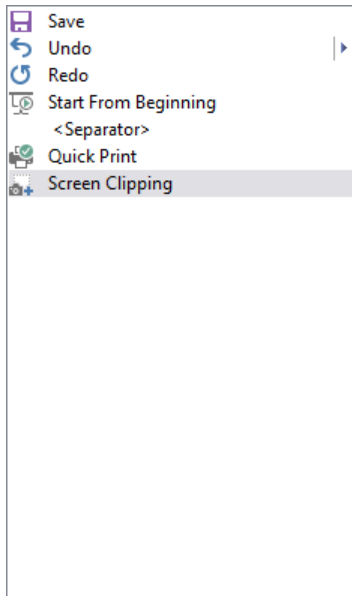 Save
Undo
Redo
Start From Beginning
<Separator>
Quick Print
Screen Clipping